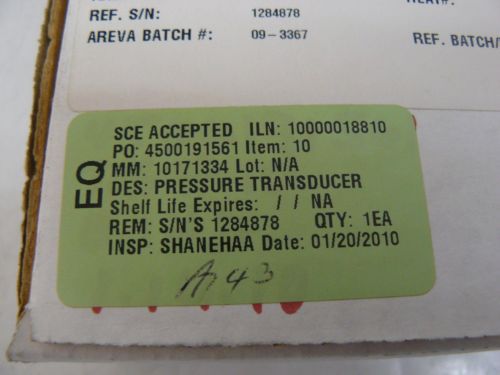 REF. S/N: 1284878
AREVA BATCH #: 09-3367 REF. BATCH/
EQ
SCE ACCEPTED ILN: 10000018810
PO: 4500191561 Item: 10
MM: 10171334 Lot: N/A
DES: PRESSURE TRANSDUCER
Shelf Life Expires: / / NA
REM: S/N'S 1284878 QTY: 1EA
INSP: SHANEHAA Date: 01/20/2010